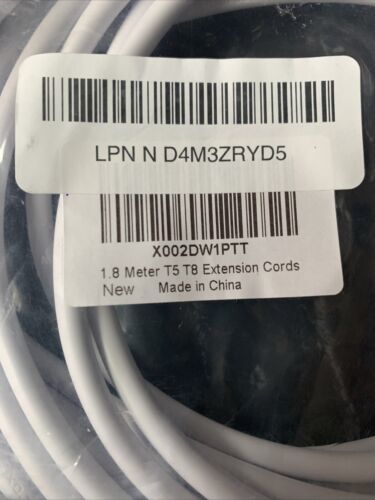 LPN N D4M3ZRYD5
X002DW1PTT
1.8 Meter T5 T8 Extension Cords
New Made in China